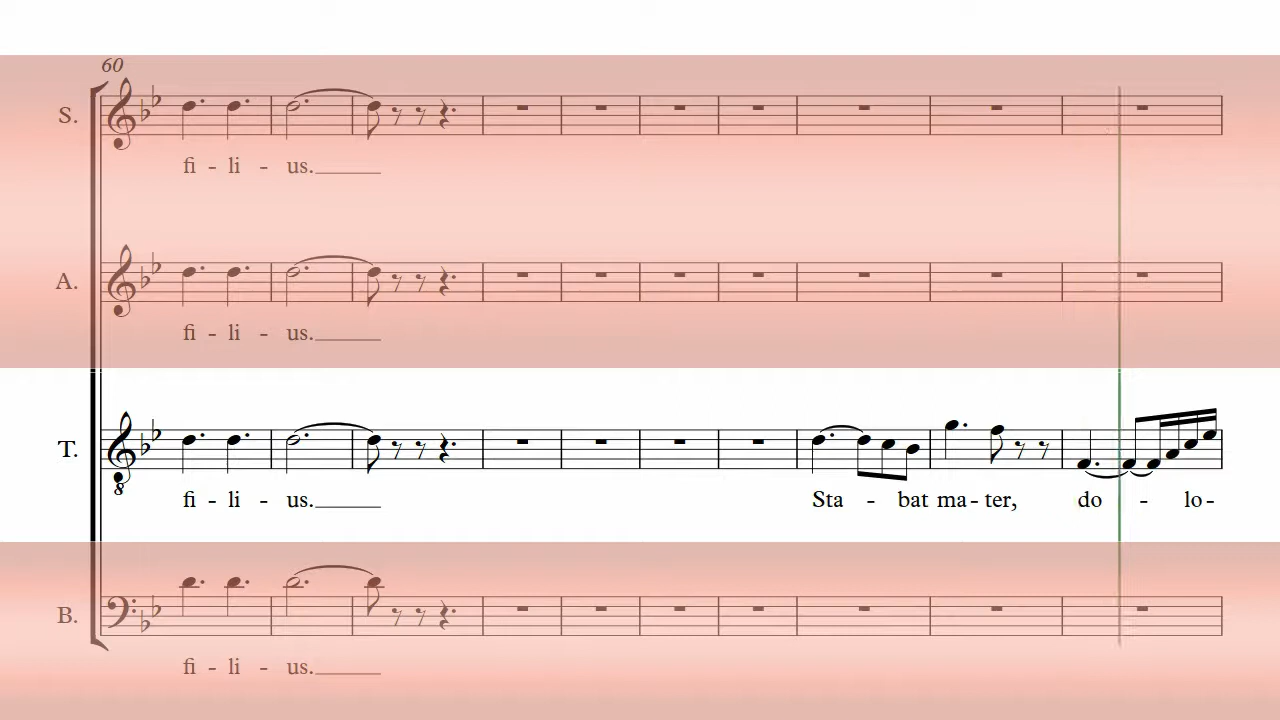 60
S.
fi - li - us.
A.
fi - li - us.
T.
8
fi - li - us. Sta - bat ma - ter, do - lo -
B.
fi - li - us.